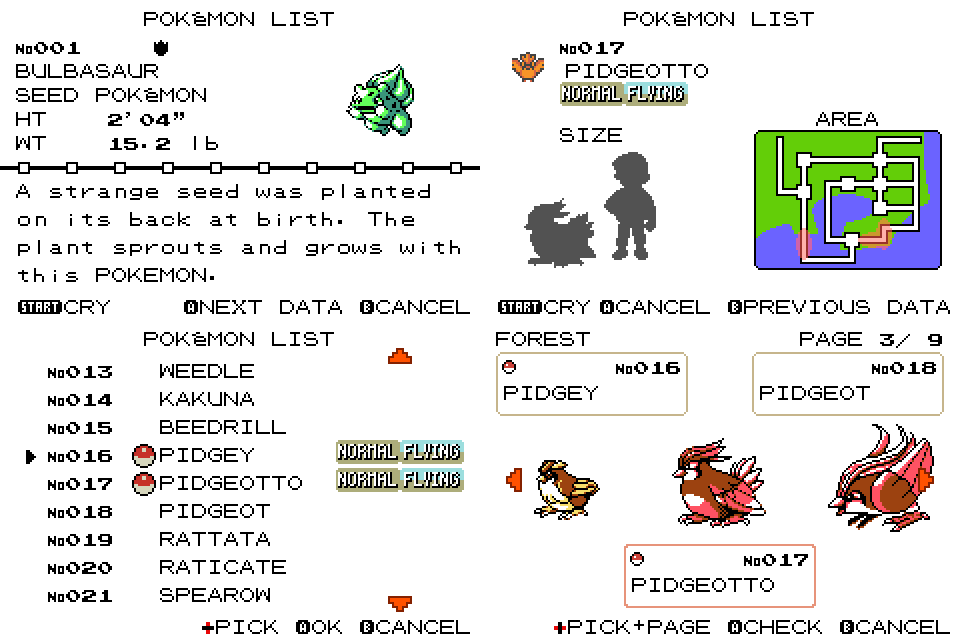 POKéMON LIST
No001
BULBASAUR
SEED POKéMON
HT 2' 04"
WT 15.2 lb
A strange seed was planted
on its back at birth. The
plant sprouts and grows with
this POKEMON.
START CRY A NEXT DATA B CANCEL
POKéMON LIST
No017
PIDGEOTTO
NORMAL FLYING
SIZE
AREA
START CRY A CANCEL B PREVIOUS DATA
POKéMON LIST
No013 WEEDLE
No014 KAKUNA
No015 BEEDRILL
No016 PIDGEY NORMAL FLYING
No017 PIDGEOTTO NORMAL FLYING
No018 PIDGEOT
No019 RATTATA
No020 RATICATE
No021 SPEAROW
+PICK A OK B CANCEL
FOREST PAGE 3/ 9
No016
PIDGEY
No018
PIDGEOT
No017
PIDGEOTTO
+PICK+PAGE A CHECK B CANCEL